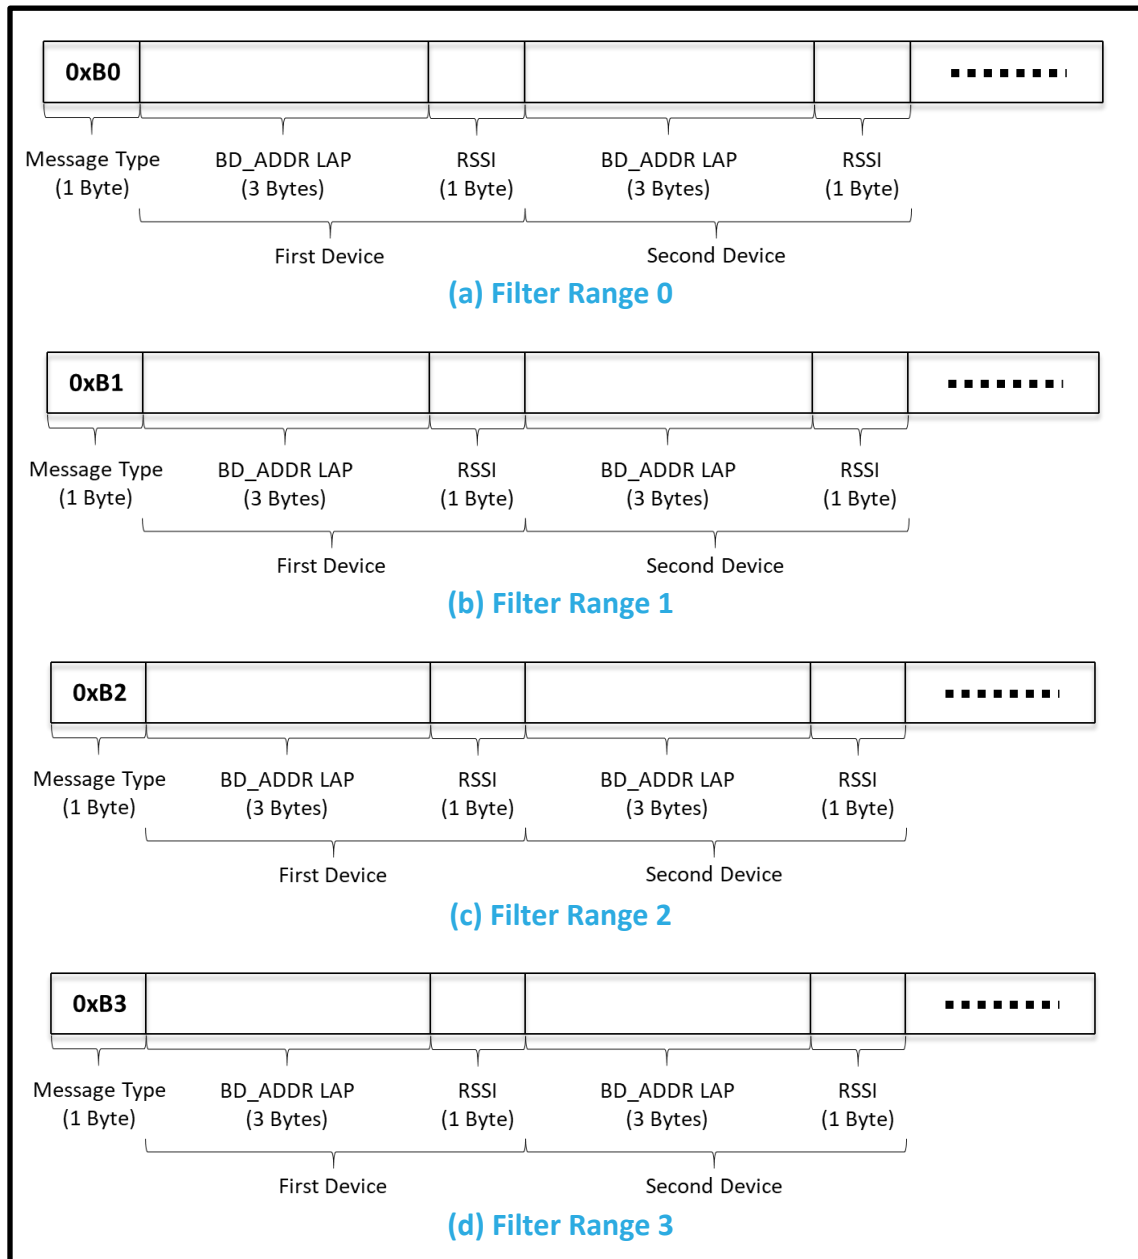 0xB0
Message Type BD_ADDR LAP RSSI BD_ADDR LAP RSSI
(1 Byte) (3 Bytes) (1 Byte) (3 Bytes) (1 Byte)
First Device Second Device
(a) Filter Range 0
0xB1
Message Type BD_ADDR LAP RSSI BD_ADDR LAP RSSI
(1 Byte) (3 Bytes) (1 Byte) (3 Bytes) (1 Byte)
First Device Second Device
(b) Filter Range 1
0xB2
Message Type BD_ADDR LAP RSSI BD_ADDR LAP RSSI
(1 Byte) (3 Bytes) (1 Byte) (3 Bytes) (1 Byte)
First Device Second Device
(c) Filter Range 2
0xB3
Message Type BD_ADDR LAP RSSI BD_ADDR LAP RSSI
(1 Byte) (3 Bytes) (1 Byte) (3 Bytes) (1 Byte)
First Device Second Device
(d) Filter Range 3